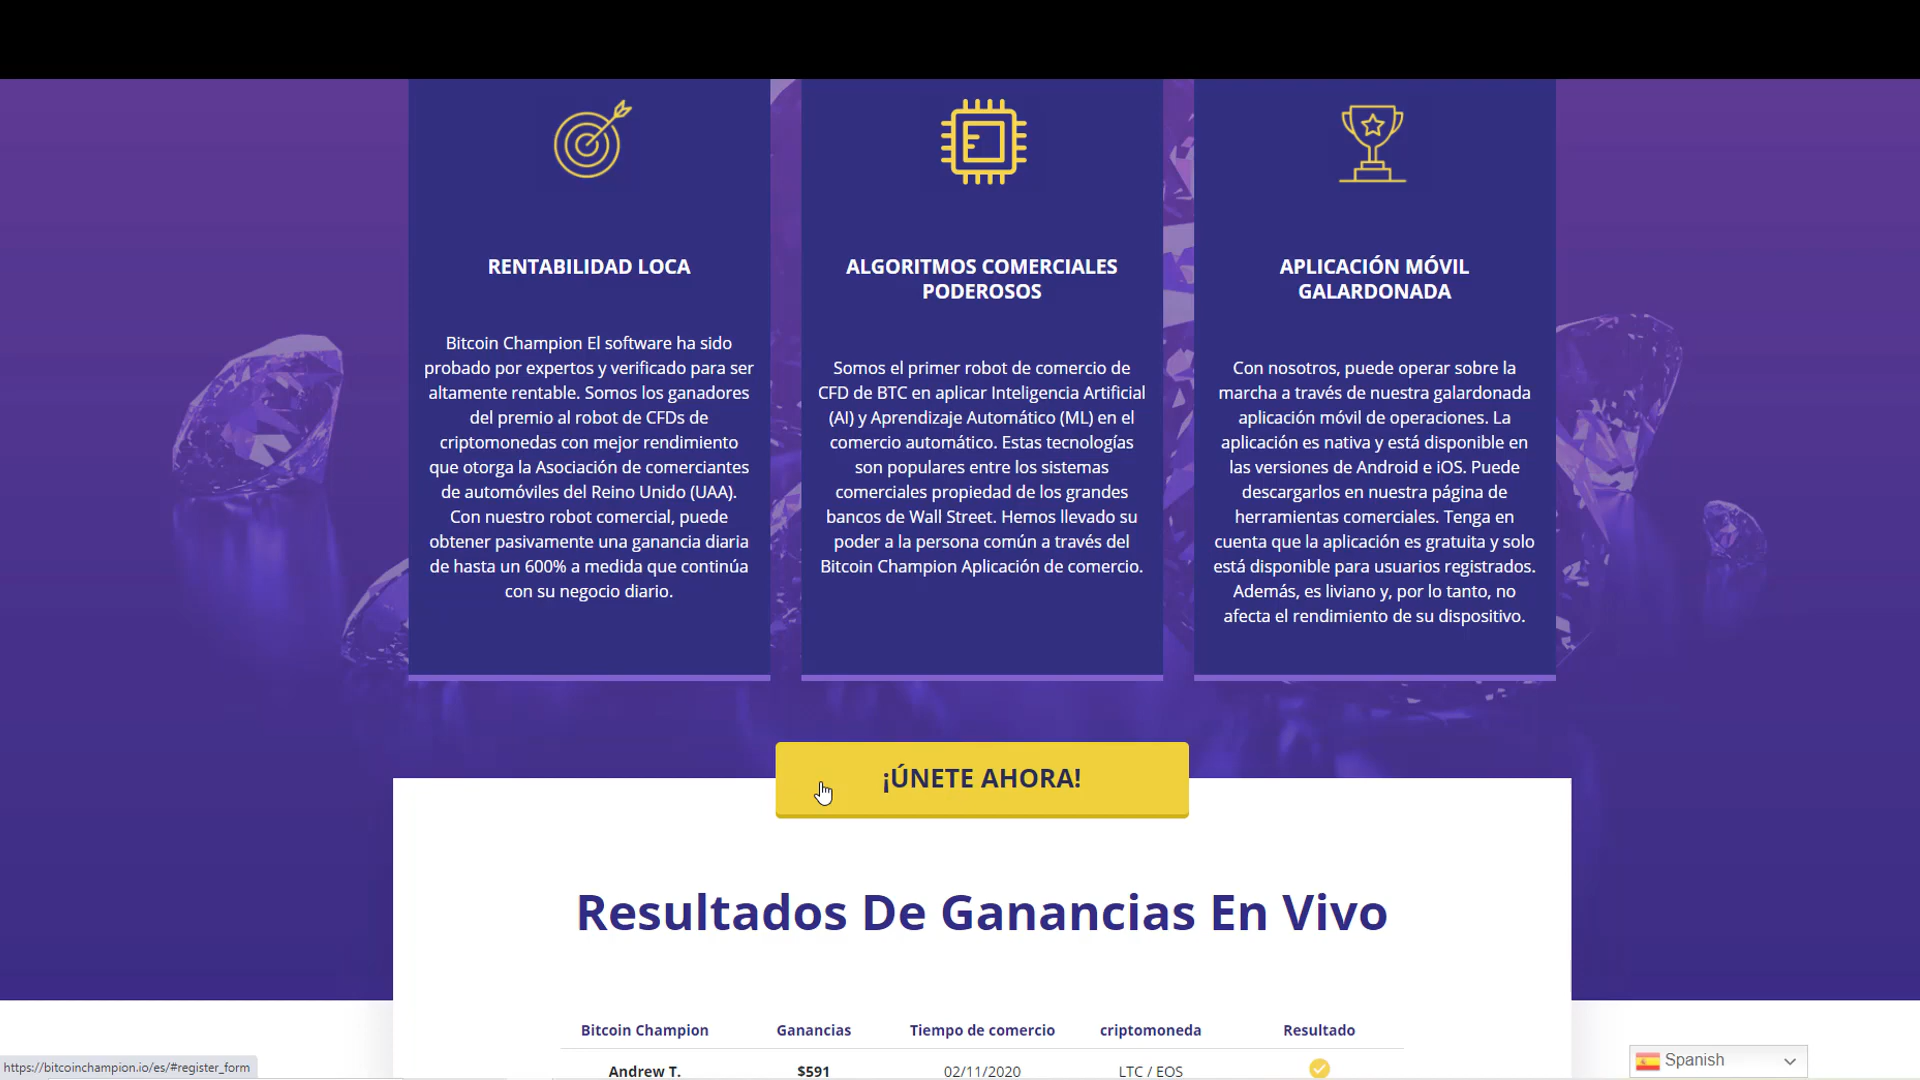 RENTABILIDAD LOCA
Bitcoin Champion El software ha sido
probado por expertos y verificado para ser
altamente rentable. Somos los ganadores
del premio al robot de CFDs de
criptomonedas con mejor rendimiento
que otorga la Asociación de comerciantes
de automóviles del Reino Unido (UAA).
Con nuestro robot comercial, puede
obtener pasivamente una ganancia diaria
de hasta un 600% a medida que continúa
con su negocio diario.
ALGORITMOS COMERCIALES
PODEROSOS
Somos el primer robot de comercio de
CFD de BTC en aplicar Inteligencia Artificial
(AI) y Aprendizaje Automático (ML) en el
comercio automático. Estas tecnologías
son populares entre los sistemas
comerciales propiedad de los grandes
bancos de Wall Street. Hemos llevado su
poder a la persona común a través del
Bitcoin Champion Aplicación de comercio.
APLICACIÓN MÓVIL
GALARDONADA
Con nosotros, puede operar sobre la
marcha a través de nuestra galardonada
aplicación móvil de operaciones. La
aplicación es nativa y está disponible en
las versiones de Android e iOS. Puede
descargarlos en nuestra página de
herramientas comerciales. Tenga en
cuenta que la aplicación es gratuita y solo
está disponible para usuarios registrados.
Además, es liviano y, por lo tanto, no
afecta el rendimiento de su dispositivo.
¡ÚNETE AHORA!
Resultados De Ganancias En Vivo
Bitcoin Champion Ganancias Tiempo de comercio criptomoneda Resultado
Andrew T. $591 02/11/2020 LTC / EOS
Spanish
https://bitcoinchampion.io/es/#register_form